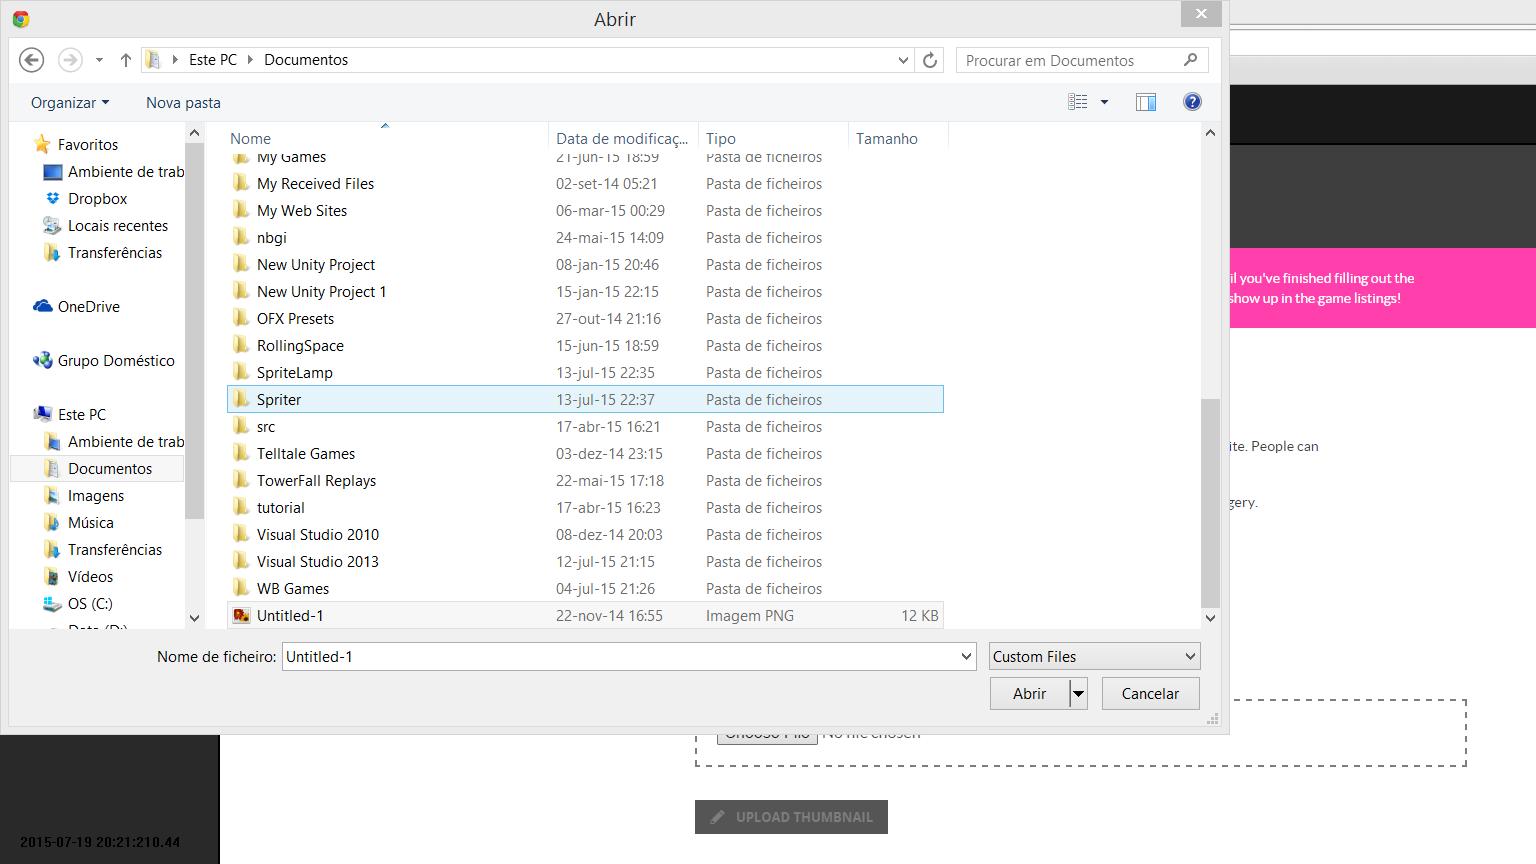 Abrir
Este PC
Documentos
Procurar em Documentos
Organizar
Nova pasta
Favoritos
Ambiente de trab
Dropbox
Locais recentes
Transferências
OneDrive
Grupo Doméstico
Este PC
Ambiente de trab
Documentos
Imagens
Música
Transferências
Vídeos
OS (C:)
Data (D:)
Nome Data de modificaç... Tipo Tamanho
My Games 21-jun-15 18:59 Pasta de ficheiros
My Received Files 02-set-14 05:21 Pasta de ficheiros
My Web Sites 06-mar-15 00:29 Pasta de ficheiros
nbgi 24-mai-15 14:09 Pasta de ficheiros
New Unity Project 08-jan-15 20:46 Pasta de ficheiros
New Unity Project 1 15-jan-15 22:15 Pasta de ficheiros
OFX Presets 27-out-14 21:16 Pasta de ficheiros
RollingSpace 15-jun-15 18:59 Pasta de ficheiros
SpriteLamp 13-jul-15 22:35 Pasta de ficheiros
Spriter 13-jul-15 22:37 Pasta de ficheiros
src 17-abr-15 16:21 Pasta de ficheiros
Telltale Games 03-dez-14 23:15 Pasta de ficheiros
TowerFall Replays 22-mai-15 17:18 Pasta de ficheiros
tutorial 17-abr-15 16:23 Pasta de ficheiros
Visual Studio 2010 08-dez-14 20:03 Pasta de ficheiros
Visual Studio 2013 12-jul-15 21:15 Pasta de ficheiros
WB Games 04-jul-15 21:26 Pasta de ficheiros
Untitled-1 22-nov-14 16:55 Imagem PNG 12 KB
Nome de ficheiro: Untitled-1 Custom Files
Abrir Cancelar
il you've finished filling out the
show up in the game listings!
ite. People can
gery.
Choose File No file chosen
UPLOAD THUMBNAIL
2015-07-19 20:21:210.44